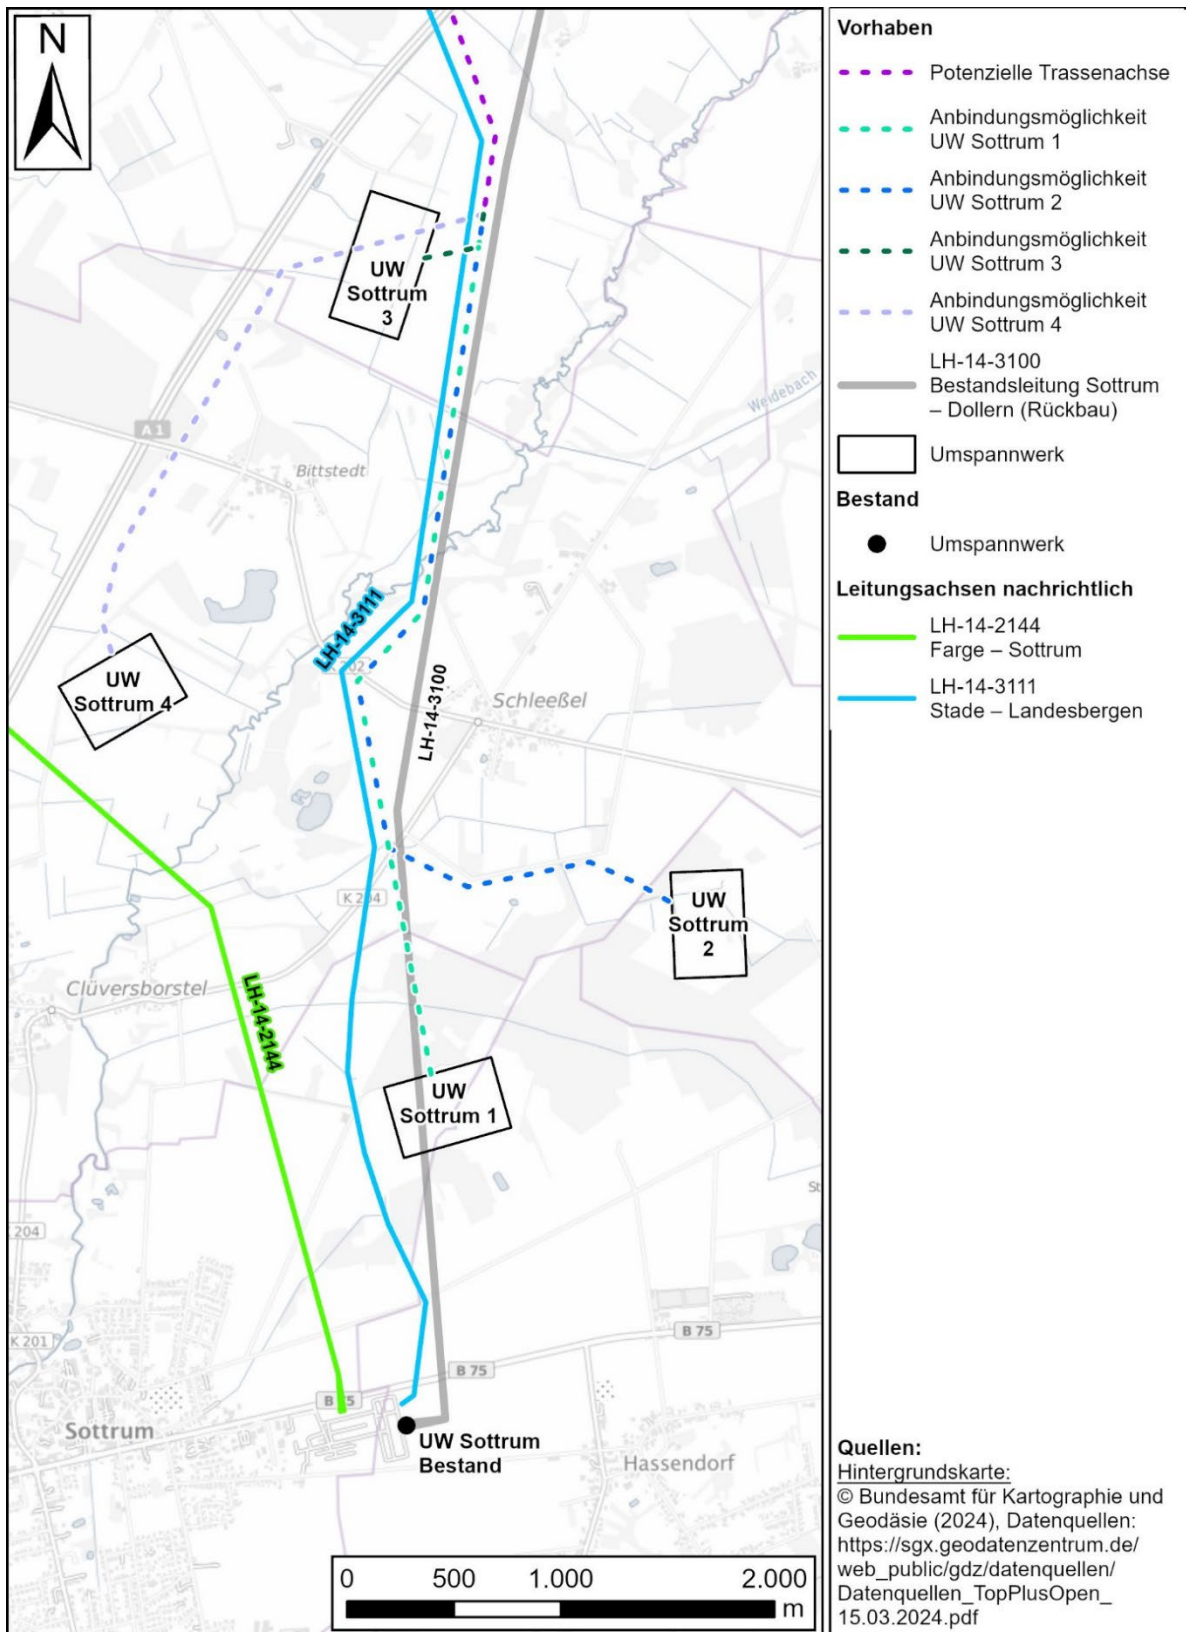 N
UW
Sottrum
3
A 1
Bittstedt
Weidebach
LH-14-3111
K 202
UW
Sottrum 4
LH-14-3100
Schleeßel
K 204
UW
Sottrum
2
Clüversborstel
LH-14-2144
UW
Sottrum 1
204
K 201
B 75
B 75
Sottrum
UW Sottrum
Bestand
Hassendorf
0 500 1.000 2.000
m
Vorhaben
Potenzielle Trassenachse
Anbindungsmöglichkeit
UW Sottrum 1
Anbindungsmöglichkeit
UW Sottrum 2
Anbindungsmöglichkeit
UW Sottrum 3
Anbindungsmöglichkeit
UW Sottrum 4
LH-14-3100
Bestandsleitung Sottrum
– Dollern (Rückbau)
Umspannwerk
Bestand
Umspannwerk
Leitungsachsen nachrichtlich
LH-14-2144
Farge – Sottrum
LH-14-3111
Stade – Landesbergen
Quellen:
Hintergrundskarte:
© Bundesamt für Kartographie und
Geodäsie (2024), Datenquellen:
https://sgx.geodatenzentrum.de/
web_public/gdz/datenquellen/
Datenquellen_TopPlusOpen_
15.03.2024.pdf